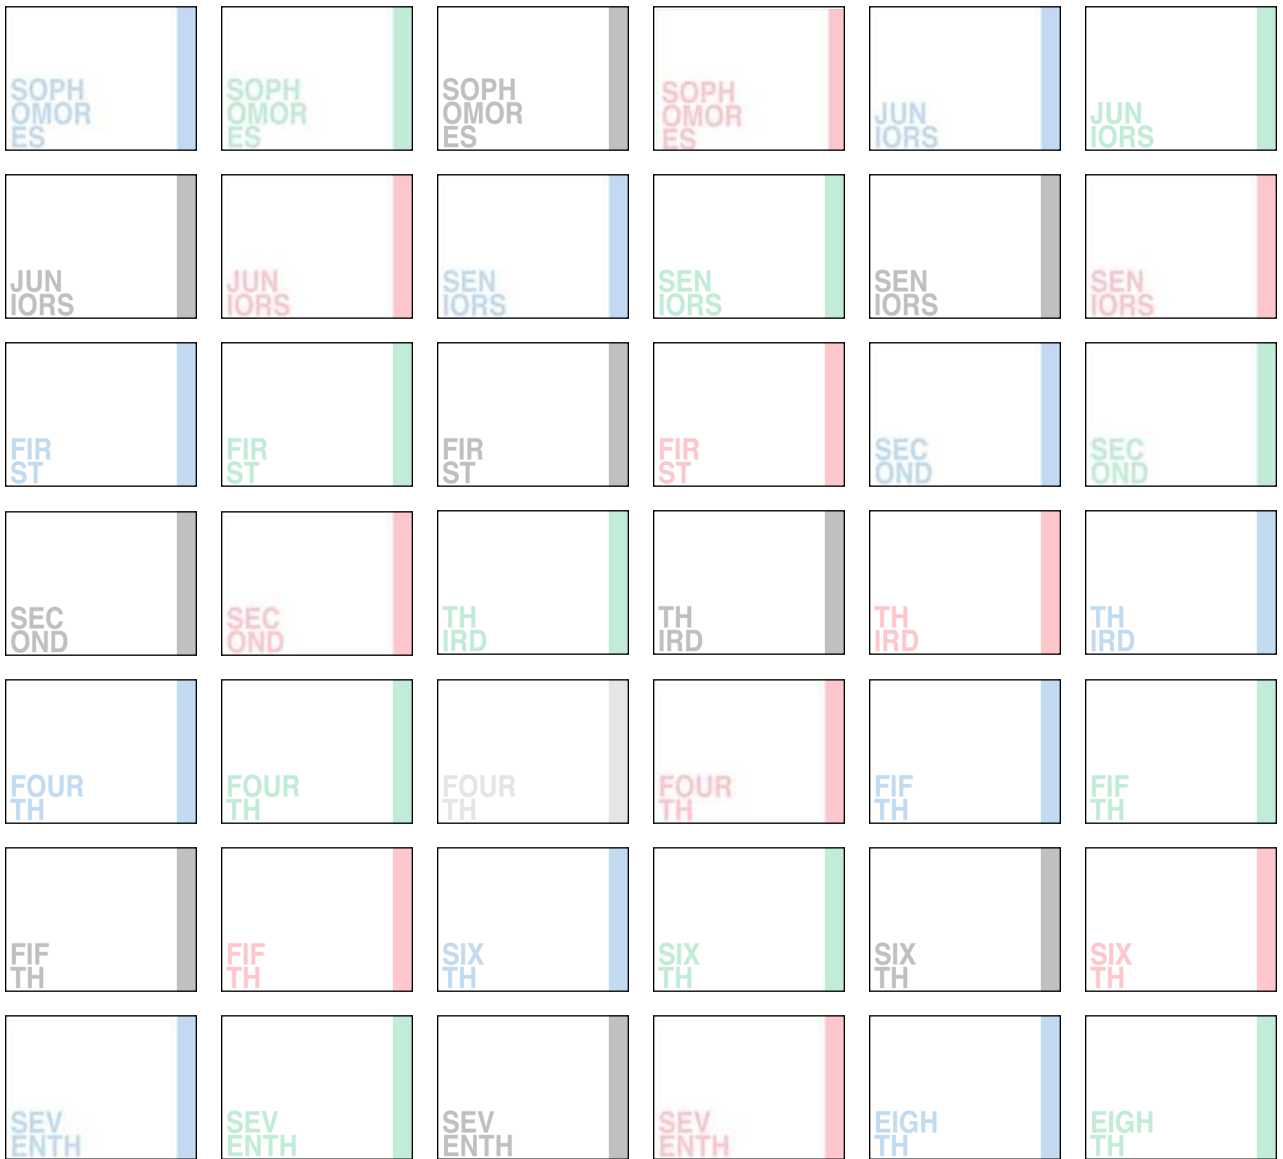 SOPH
OMOR
ES
SOPH
OMOR
ES
SOPH
OMOR
ES
SOPH
OMOR
ES
JUN
IORS
JUN
IORS
JUN
IORS
JUN
IORS
SEN
IORS
SEN
IORS
SEN
IORS
SEN
IORS
FIR
ST
FIR
ST
FIR
ST
FIR
ST
SEC
OND
SEC
OND
SEC
OND
SEC
OND
TH
IRD
TH
IRD
TH
IRD
TH
IRD
FOUR
TH
FOUR
TH
FOUR
TH
FOUR
TH
FIF
TH
FIF
TH
FIF
TH
FIF
TH
SIX
TH
SIX
TH
SIX
TH
SIX
TH
SEV
ENTH
SEV
ENTH
SEV
ENTH
SEV
ENTH
EIGH
TH
EIGH
TH